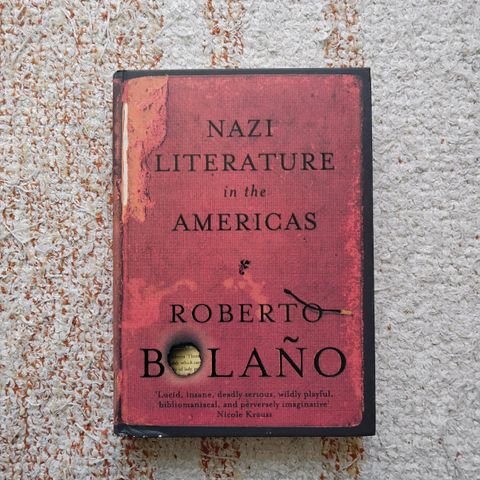 NAZI
LITERATURE
in the
AMERICAS
ROBERTO
BOLAÑO
'Lucid, insane, deadly serious, wildly playful,
bibliomaniacal, and perversely imaginative'
Nicole Krauss